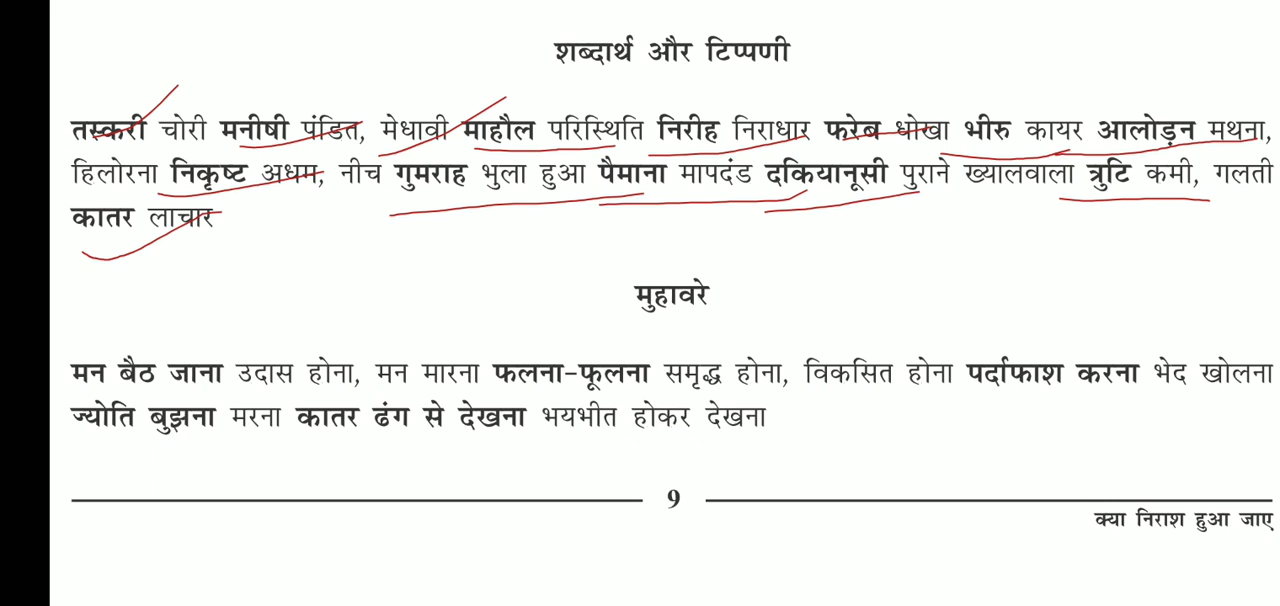 शब्दार्थ और टिप्पणी
तस्करी चोरी मनीषी पंडित, मेधावी माहौल परिस्थिति निरीह निराधार फरेब धोखा भीरु कायर आलोड़न मथना,
हिलोरना निकृष्ट अधम, नीच गुमराह भुला हुआ पैमाना मापदंड दकियानूसी पुराने ख्यालवाला त्रुटि कमी, गलती
कातर लाचार
मुहावरे
मन बैठ जाना उदास होना, मन मारना फलना-फूलना समृद्ध होना, विकसित होना पर्दाफाश करना भेद खोलना
ज्योति बुझना मरना कातर ढंग से देखना भयभीत होकर देखना
9
क्या निराश हुआ जाए